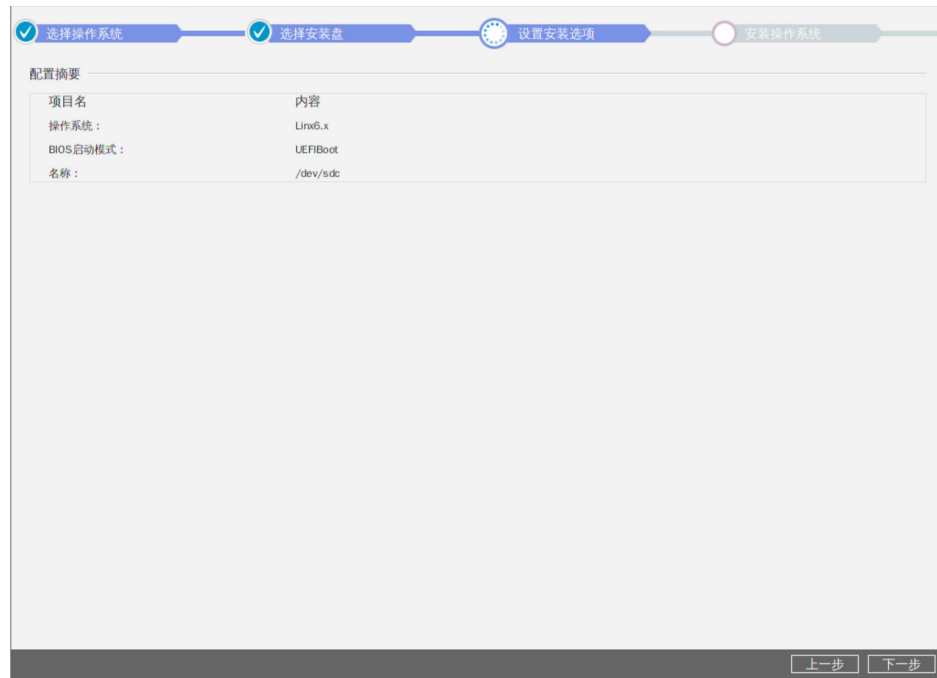 选择操作系统 选择安装盘 设置安装选项 安装操作系统
配置摘要
项目名 内容
操作系统： Linx6.x
BIOS启动模式： UEFIBoot
名称： /dev/sdc
上一步 下一步